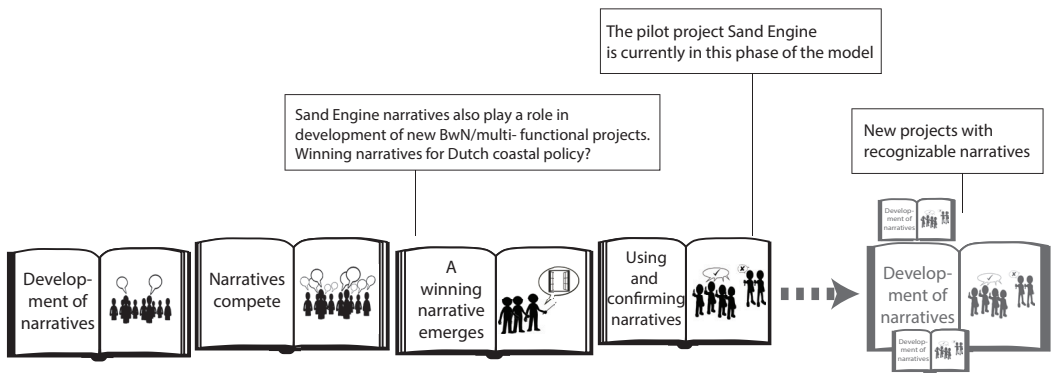 The pilot project Sand Engine
is currently in this phase of the model
Sand Engine narratives also play a role in
development of new BwN/multi- functional projects.
Winning narratives for Dutch coastal policy?
New projects with
recognizable narratives
Develop-
ment of
narratives
Narratives
compete
A
winning
narrative
emerges
Using
and
confirming
narratives
Develop-
ment of
narratives
Develop-
ment of
narratives
Develop-
ment of
narratives